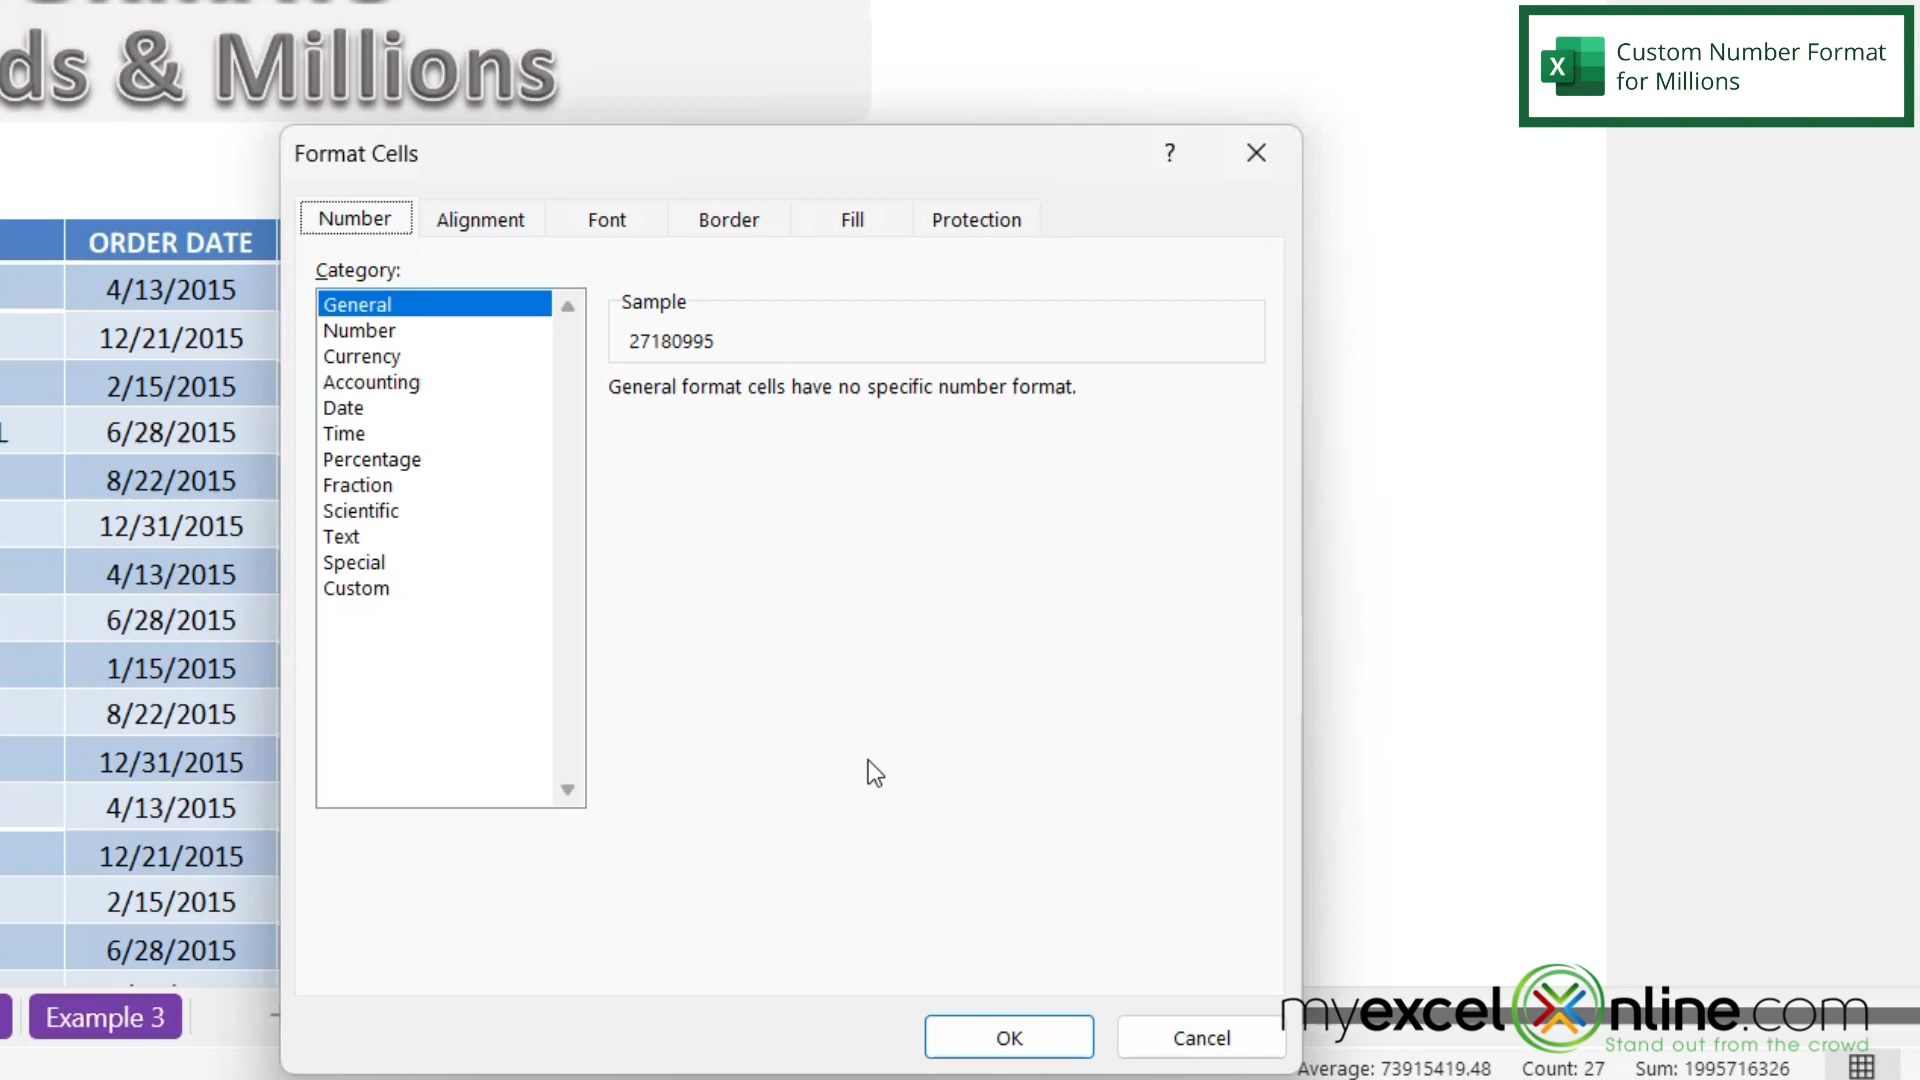 ds & Millions
Custom Number Format
for Millions
Format Cells
?
Number
Alignment
Font
Border
Fill
Protection
Category:
General
Number
Currency
Accounting
Date
Time
Percentage
Fraction
Scientific
Text
Special
Custom
Sample
27180995
General format cells have no specific number format.
OK
Cancel
ORDER DATE
4/13/2015
12/21/2015
2/15/2015
L
6/28/2015
8/22/2015
12/31/2015
4/13/2015
6/28/2015
1/15/2015
8/22/2015
12/31/2015
4/13/2015
12/21/2015
2/15/2015
6/28/2015
Example 3
myexcelonline.com
Stand out from the crowd
Average: 73915419.48 Count: 27 Sum: 1995716326